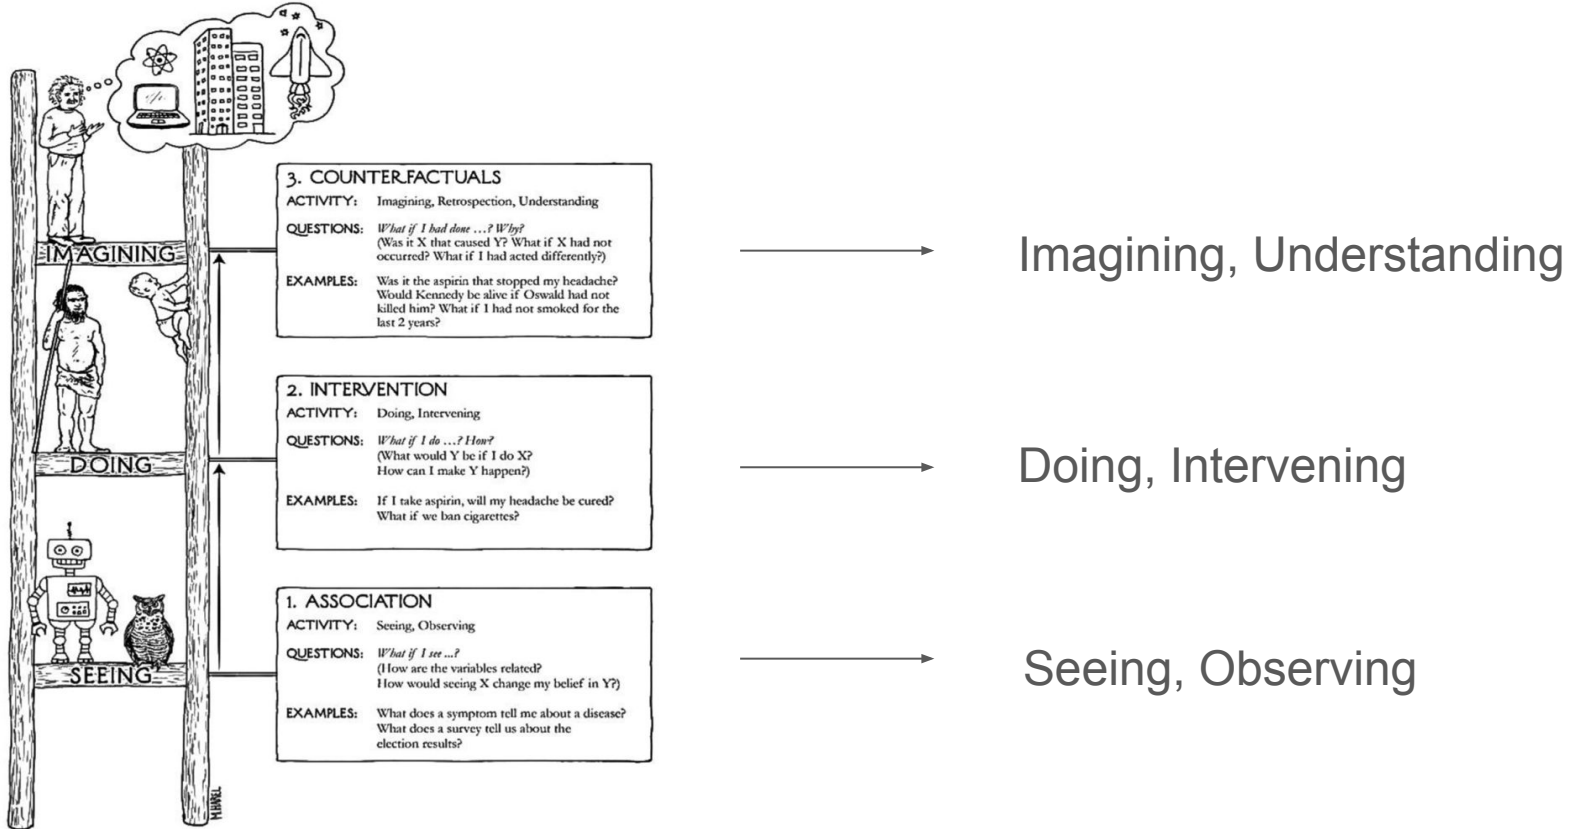 3. COUNTERFACTUALS
ACTIVITY: Imagining, Retrospection, Understanding
QUESTIONS: What if I had done …? Why?
(Was it X that caused Y? What if X had not
occurred? What if I had acted differently?)
EXAMPLES: Was it the aspirin that stopped my headache?
Would Kennedy be alive if Oswald had not
killed him? What if I had not smoked for the
last 2 years?
IMAGINING
Imagining, Understanding
2. INTERVENTION
ACTIVITY: Doing, Intervening
QUESTIONS: What if I do …? How?
(What would Y be if I do X?
How can I make Y happen?)
EXAMPLES: If I take aspirin, will my headache be cured?
What if we ban cigarettes?
DOING
Doing, Intervening
1. ASSOCIATION
ACTIVITY: Seeing, Observing
QUESTIONS: What if I see ...?
(How are the variables related?
How would seeing X change my belief in Y?)
EXAMPLES: What does a symptom tell me about a disease?
What does a survey tell us about the
election results?
SEEING
Seeing, Observing
M.HAREL